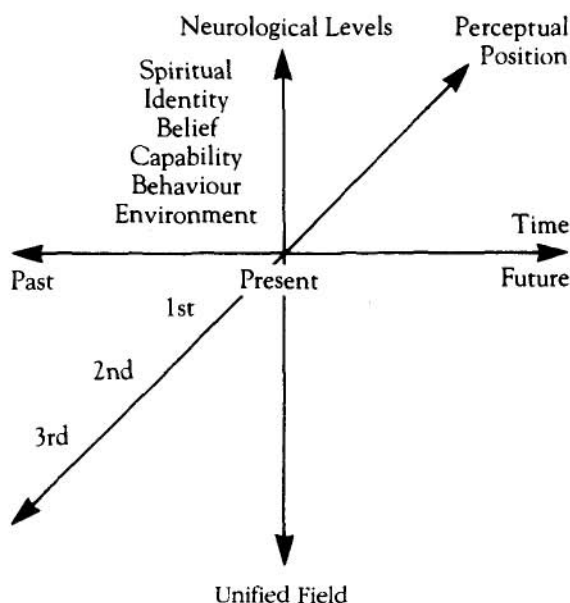 Neurological Levels
Perceptual
Position
Spiritual
Identity
Belief
Capability
Behaviour
Environment
Time
Past
Present
Future
1st
2nd
3rd
Unified Field